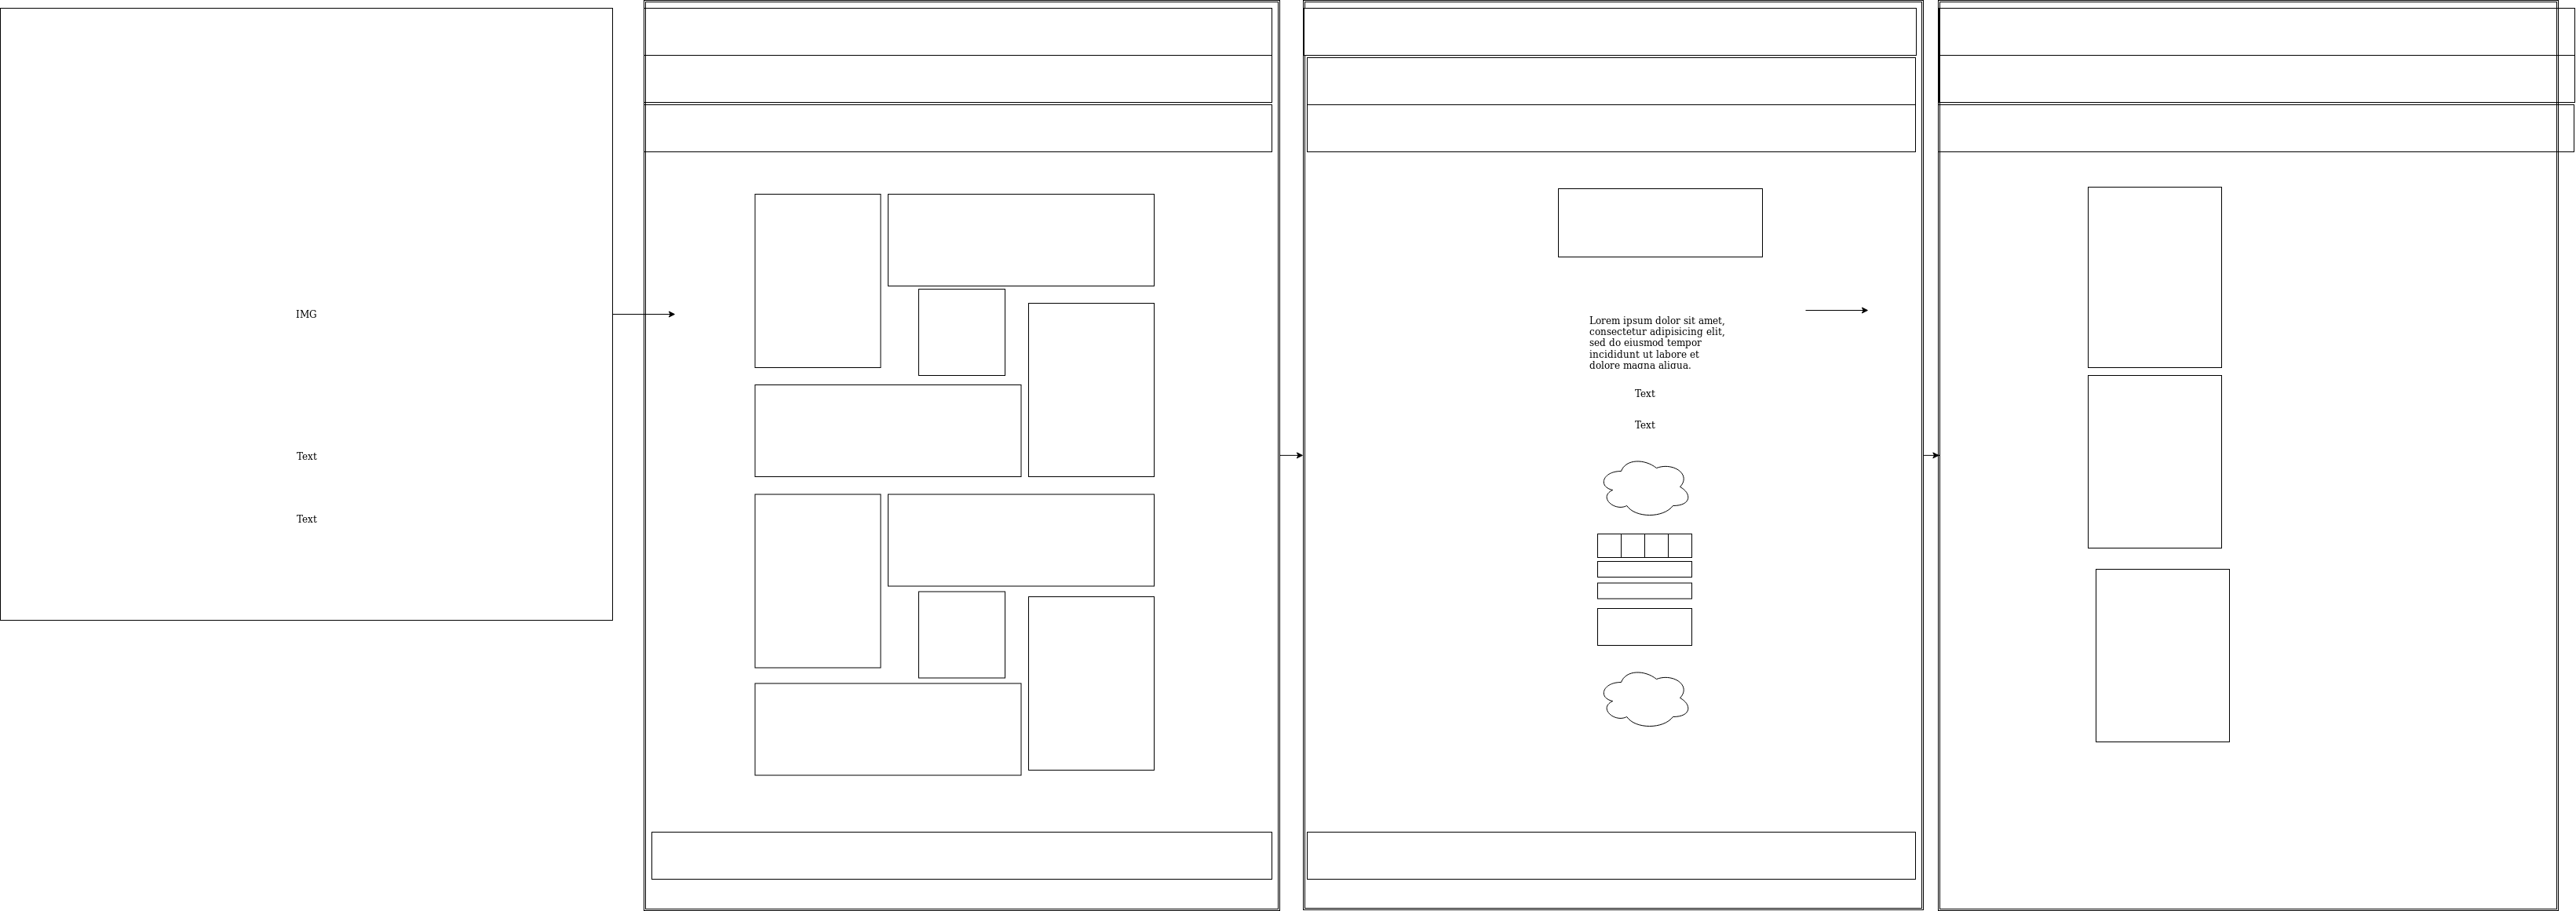 IMG
Text
Text
Lorem ipsum dolor sit amet,
consectetur adipisicing elit,
sed do eiusmod tempor
incididunt ut labore et
dolore magna aliqua.
Text
Text